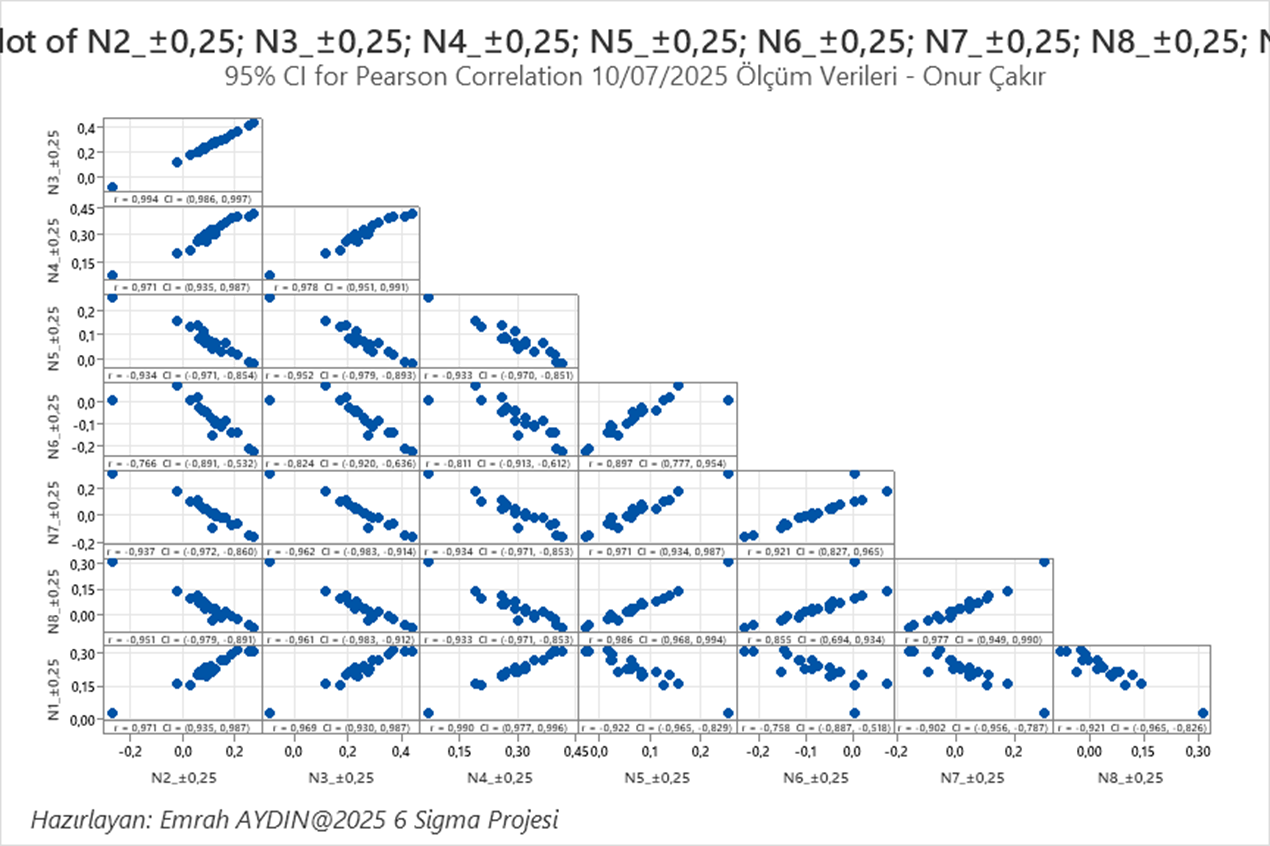 lot of N2_±0,25; N3_±0,25; N4_±0,25; N5_±0,25; N6_±0,25; N7_±0,25; N8_±0,25; N
95% CI for Pearson Correlation 10/07/2025 Ölçüm Verileri - Onur Çakır
N3_±0,25
0,4
0,2
0,0
r = 0,994 CI = (0,986, 0,997)
N4_±0,25
0,45
0,30
0,15
r = 0,971 CI = (0,935, 0,987) r = 0,978 CI = (0,951, 0,991)
N5_±0,25
0,2
0,1
0,0
r = -0,934 CI = (-0,971, -0,854) r = -0,952 CI = (-0,979, -0,893) r = -0,933 CI = (-0,970, -0,851)
N6_±0,25
0,0
-0,1
-0,2
r = -0,766 CI = (-0,891, -0,532) r = -0,824 CI = (-0,920, -0,636) r = -0,811 CI = (-0,913, -0,612) r = 0,897 CI = (0,777, 0,954)
N7_±0,25
0,2
0,0
-0,2
r = -0,937 CI = (-0,972, -0,860) r = -0,962 CI = (-0,983, -0,914) r = -0,934 CI = (-0,971, -0,853) r = 0,971 CI = (0,934, 0,987) r = 0,921 CI = (0,827, 0,965)
N8_±0,25
0,30
0,15
0,00
r = -0,951 CI = (-0,979, -0,891) r = -0,961 CI = (-0,983, -0,912) r = -0,933 CI = (-0,971, -0,853) r = 0,986 CI = (0,968, 0,994) r = 0,855 CI = (0,694, 0,934) r = 0,977 CI = (0,949, 0,990)
N1_±0,25
0,30
0,15
0,00
r = 0,971 CI = (0,935, 0,987) r = 0,969 CI = (0,930, 0,987) r = 0,990 CI = (0,977, 0,996) r = -0,922 CI = (-0,965, -0,829) r = -0,758 CI = (-0,887, -0,518) r = -0,902 CI = (-0,956, -0,787) r = -0,921 CI = (-0,965, -0,826)
-0,2 0,0 0,2 0,0 0,2 0,4 0,15 0,30 0,45 0,0 0,1 0,2 -0,2 -0,1 0,0 -0,2 0,0 0,2 0,00 0,15 0,30
N2_±0,25 N3_±0,25 N4_±0,25 N5_±0,25 N6_±0,25 N7_±0,25 N8_±0,25
Hazırlayan: Emrah AYDIN@2025 6 Sigma Projesi